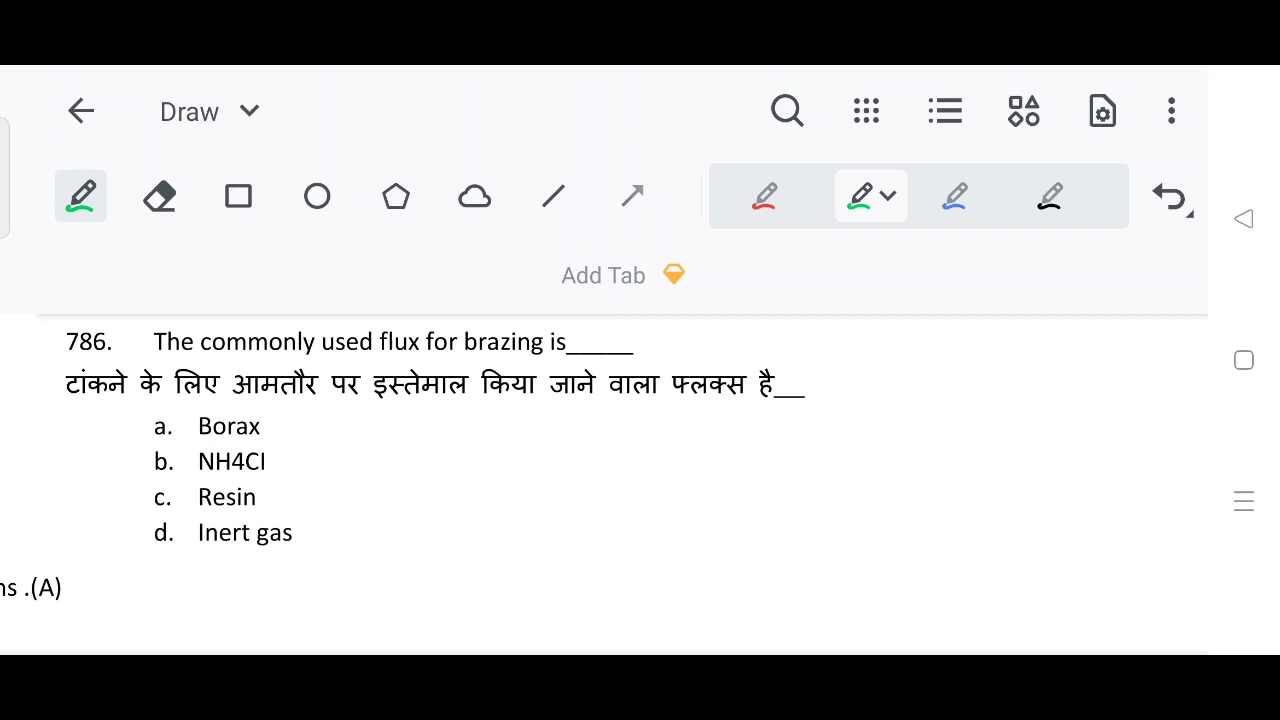 Draw
Add Tab
786. The commonly used flux for brazing is_____
टांकने के लिए आमतौर पर इस्तेमाल किया जाने वाला फ्लक्स है__
a. Borax
b. NH4Cl
c. Resin
d. Inert gas
ns .(A)